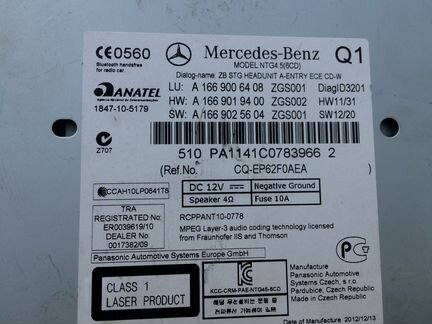 CE0560
Bluetooth handsfree
for radio car.
Mercedes-Benz
Q1
MODEL NTG4.5(6CD)
Dialog-name: ZB STG HEADUNIT A-ENTRY ECE CD-W
LU: A 166 900 64 08 ZGS001 DiagID3201
HW: A 166 901 94 00 ZGS002 HW11/31
SW: A 166 902 56 04 ZGS001 SW12/20
ANATEL
Agência Nacional de Telecomunicações
1847-10-5179
Z707
510 PA1141C0783966 2
(Ref.No. CQ-EP62F0AEA )
CCAH10LP0641T8
DC 12V
Negative Ground
Speaker 4Ω
Fuse 10A
TRA
REGISTERED No:
ER0039619/10
DEALER No:
0017382/09
RCPPANT10-0778
MPEG Layer-3 audio coding technology licensed
from Fraunhofer IIS and Thomson
Panasonic Automotive Systems Europe GmbH
CLASS 1
LASER PRODUCT
KCC-CRM-PAE-NTG45-6CD
Manufacture
Panasonic Automotive
Systems Czech, s.r.o.
Pardubice, Czech Republic
Made in Czech Republic
Date of manufacture 2012/12/13